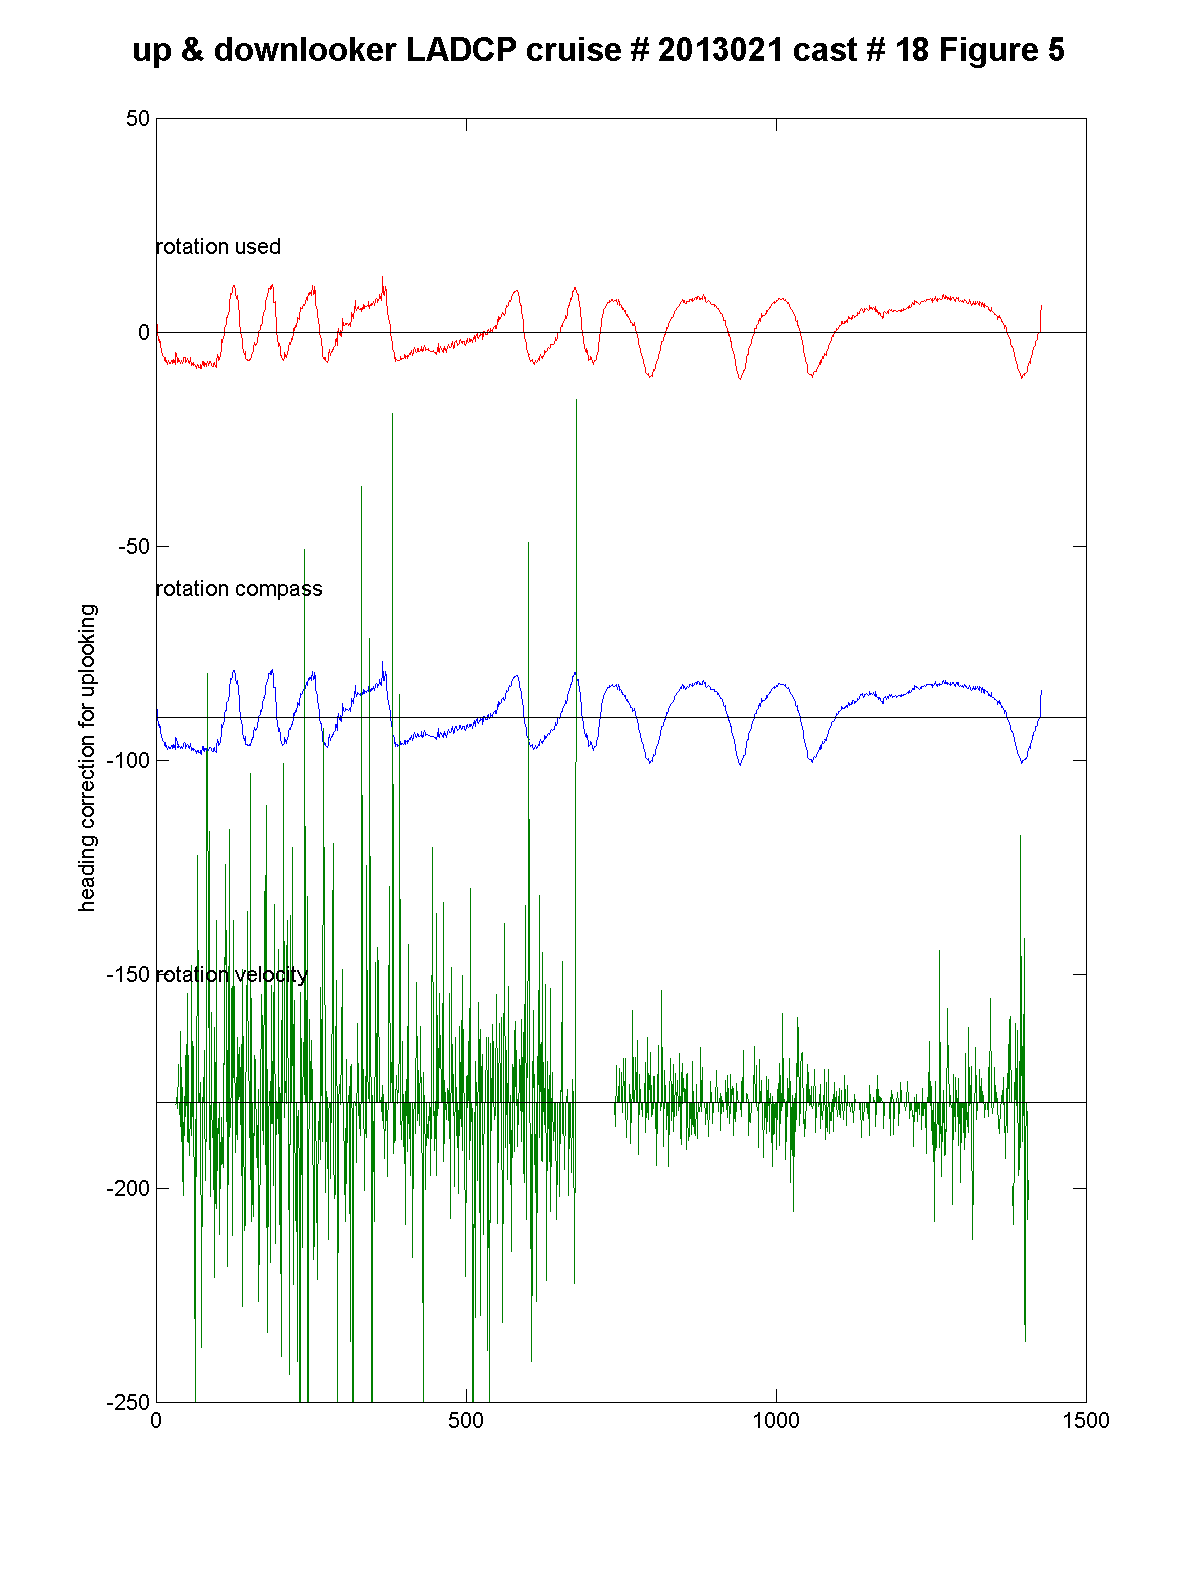 up & downlooker LADCP cruise # 2013021 cast # 18 Figure 5
50
rotation used
0
-50
rotation compass
heading correction for uplooking
-100
-150
rotation velocity
-200
-250
0 500 1000 1500